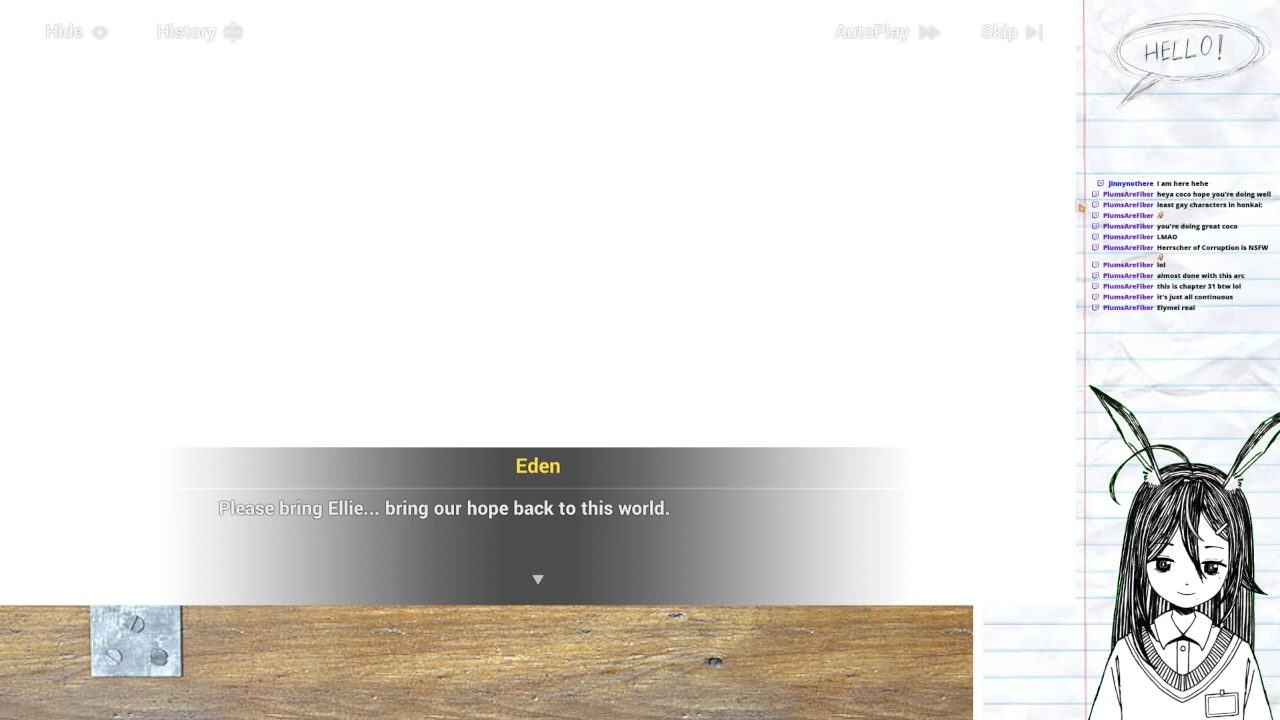 Hide
History
AutoPlay
Skip
HELLO!
Jinnynothere I am here hehe
PlumsAreFiber heya coco hope you're doing well
PlumsAreFiber least gay characters in honkai:
PlumsAreFiber
PlumsAreFiber you're doing great coco
PlumsAreFiber LMAO
PlumsAreFiber Herrscher of Corruption is NSFW
PlumsAreFiber lol
PlumsAreFiber almost done with this arc
PlumsAreFiber this is chapter 31 btw lol
PlumsAreFiber it's just all continuous
PlumsAreFiber Elymei real
Eden
Please bring Ellie... bring our hope back to this world.